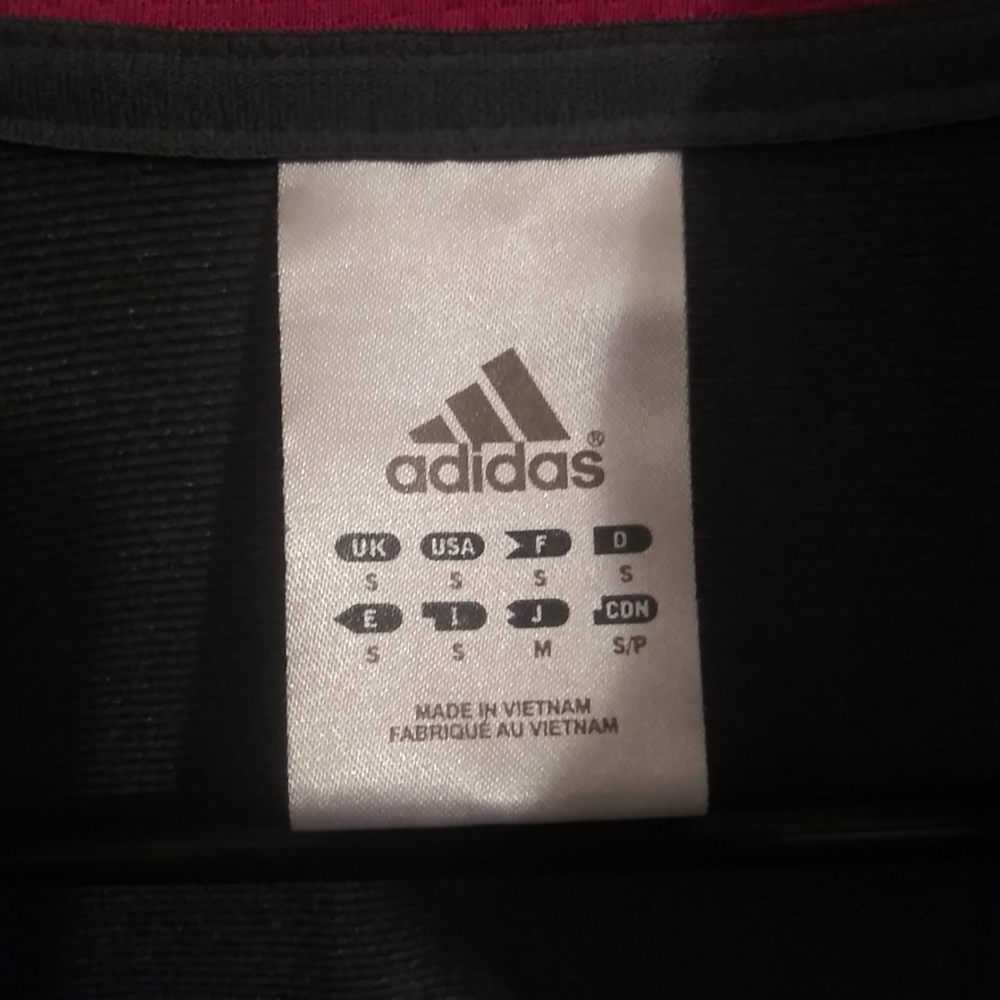 adidas®
UK USA F D
S S S S
E I J CDN
S S M S/P
MADE IN VIETNAM
FABRIQUÉ AU VIETNAM